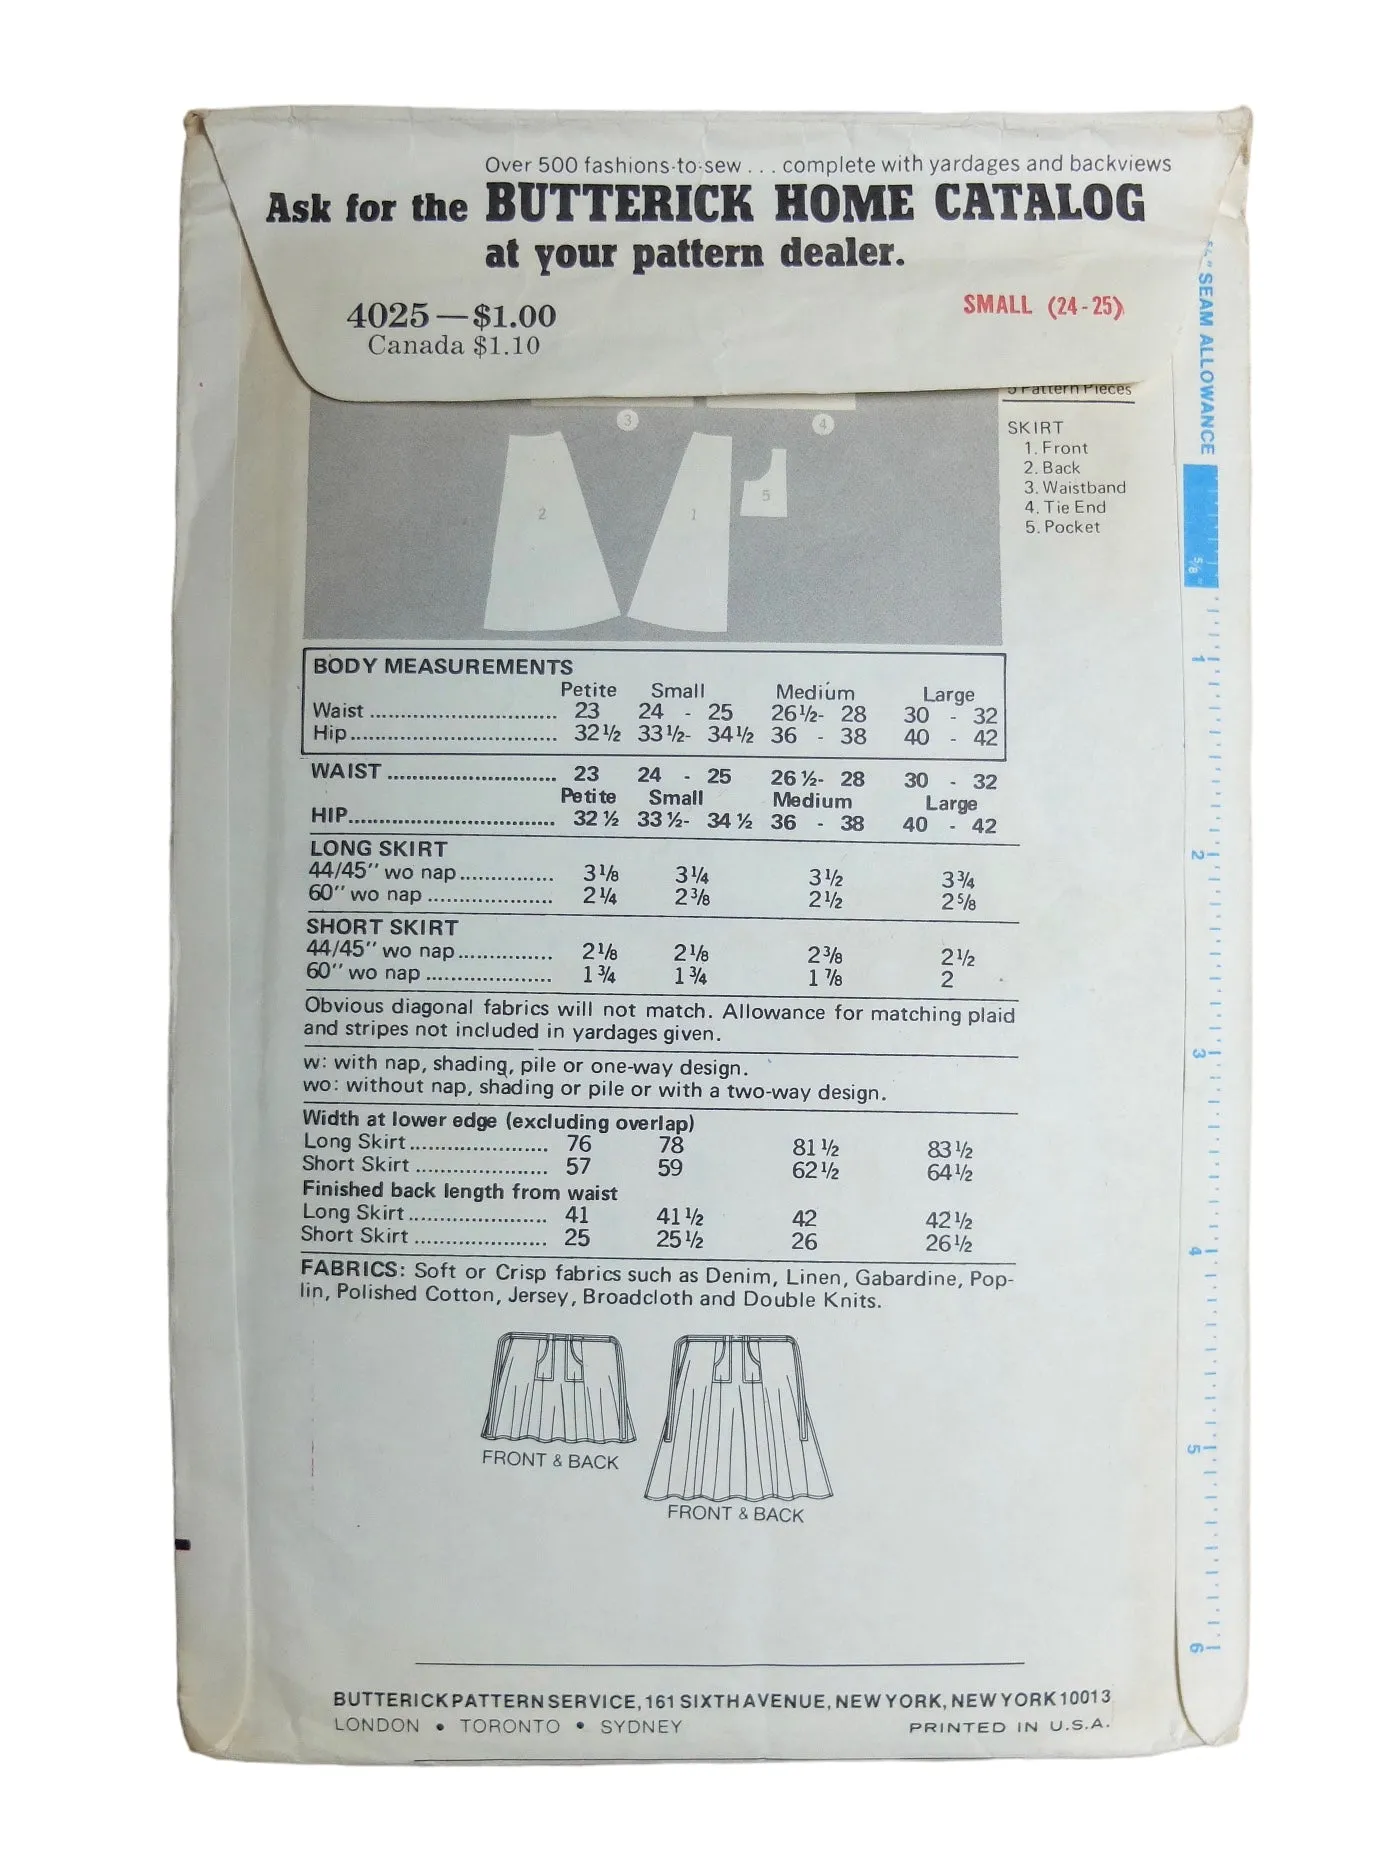 Over 500 fashions-to-sew . . . complete with yardages and backviews
Ask for the BUTTERICK HOME CATALOG
at your pattern dealer.
4025—$1.00
SMALL (24-25)
Canada $1.10
" SEAM ALLOWANCE
5/8"
1
2
3
4
5
6
5 Pattern Pieces
SKIRT
1. Front
2. Back
3. Waistband
4. Tie End
5. Pocket
3
4
2
1
5
BODY MEASUREMENTS
Petite Small Medium Large
Waist .............................. 23 24 - 25 26½- 28 30 - 32
Hip.................................. 32½ 33½- 34½ 36 - 38 40 - 42
WAIST ............................ 23 24 - 25 26½- 28 30 - 32
Petite Small Medium Large
HIP.................................. 32½ 33½- 34½ 36 - 38 40 - 42
LONG SKIRT
44/45" wo nap............... 3⅛ 3¼ 3½ 3¾
60" wo nap .................... 2¼ 2⅜ 2½ 2⅝
SHORT SKIRT
44/45" wo nap............... 2⅛ 2⅛ 2⅜ 2½
60" wo nap .................... 1¾ 1¾ 1⅞ 2
Obvious diagonal fabrics will not match. Allowance for matching plaid
and stripes not included in yardages given.
w: with nap, shading, pile or one-way design.
wo: without nap, shading or pile or with a two-way design.
Width at lower edge (excluding overlap)
Long Skirt....................... 76 78 81½ 83½
Short Skirt ...................... 57 59 62½ 64½
Finished back length from waist
Long Skirt....................... 41 41½ 42 42½
Short Skirt ...................... 25 25½ 26 26½
FABRICS: Soft or Crisp fabrics such as Denim, Linen, Gabardine, Pop-
lin, Polished Cotton, Jersey, Broadcloth and Double Knits.
FRONT & BACK
FRONT & BACK
BUTTERICK PATTERN SERVICE, 161 SIXTH AVENUE, NEW YORK, NEW YORK 10013
LONDON • TORONTO • SYDNEY PRINTED IN U.S.A.